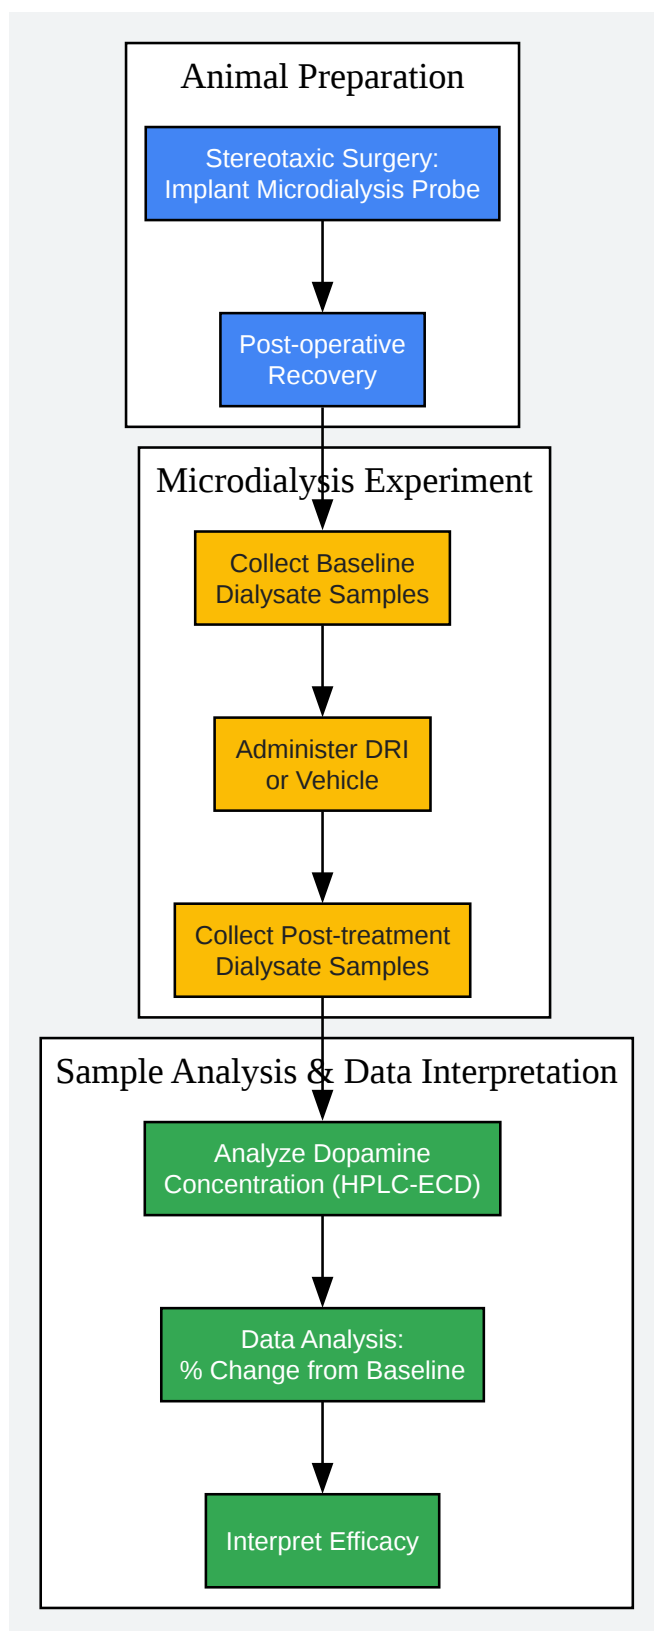 Animal Preparation
Stereotaxic Surgery:
Implant Microdialysis Probe
Post-operative
Recovery
Microdialysis Experiment
Collect Baseline
Dialysate Samples
Administer DRI
or Vehicle
Collect Post-treatment
Dialysate Samples
Sample Analysis & Data Interpretation
Analyze Dopamine
Concentration (HPLC-ECD)
Data Analysis:
% Change from Baseline
Interpret Efficacy